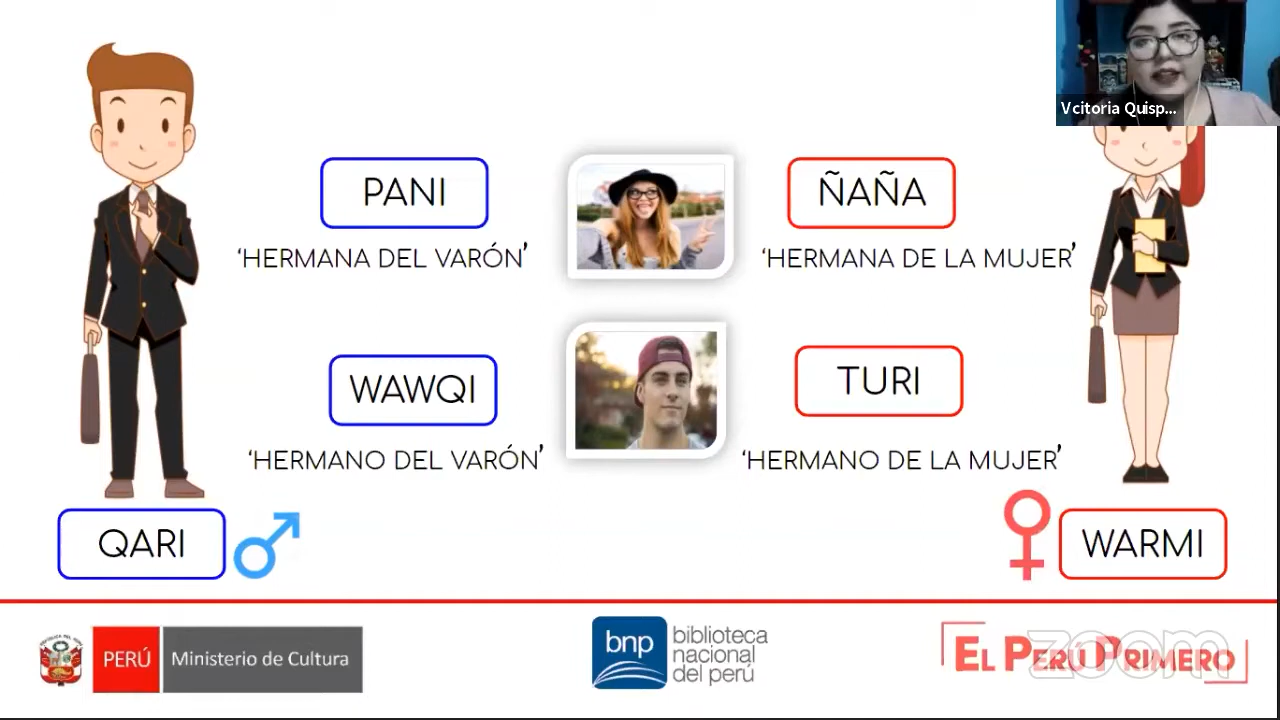 Vcitoria Quisp...
PANI
ÑAÑA
‘HERMANA DEL VARÓN’
‘HERMANA DE LA MUJER’
WAWQI
TURI
‘HERMANO DEL VARÓN’
‘HERMANO DE LA MUJER’
QARI
WARMI
PERÚ
Ministerio de Cultura
bnp
biblioteca
nacional
del perú
EL PERÚ PRIMERO
zoom